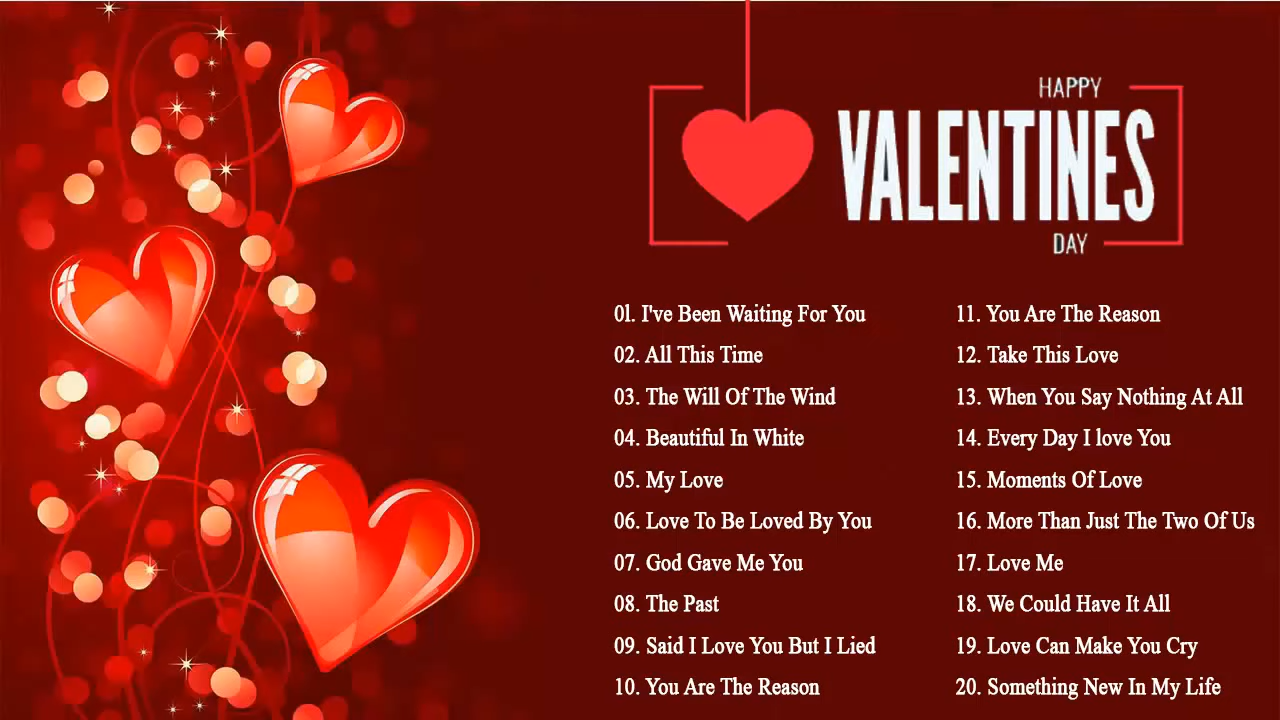 HAPPY
VALENTINES
DAY
0l. I've Been Waiting For You
02. All This Time
03. The Will Of The Wind
04. Beautiful In White
05. My Love
06. Love To Be Loved By You
07. God Gave Me You
08. The Past
09. Said I Love You But I Lied
10. You Are The Reason
11. You Are The Reason
12. Take This Love
13. When You Say Nothing At All
14. Every Day I love You
15. Moments Of Love
16. More Than Just The Two Of Us
17. Love Me
18. We Could Have It All
19. Love Can Make You Cry
20. Something New In My Life